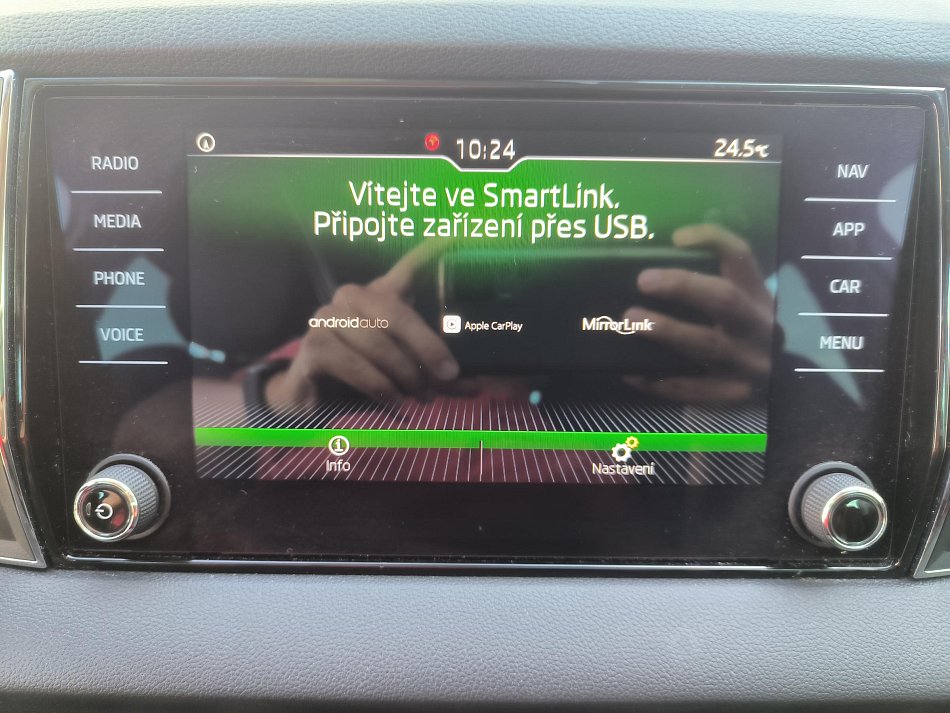 10:24
24.5°C
RADIO
MEDIA
PHONE
VOICE
Vítejte ve SmartLink.
Připojte zařízení přes USB.
androidauto
Apple CarPlay
MirrorLink
Info
Nastavení
NAV
APP
CAR
MENU